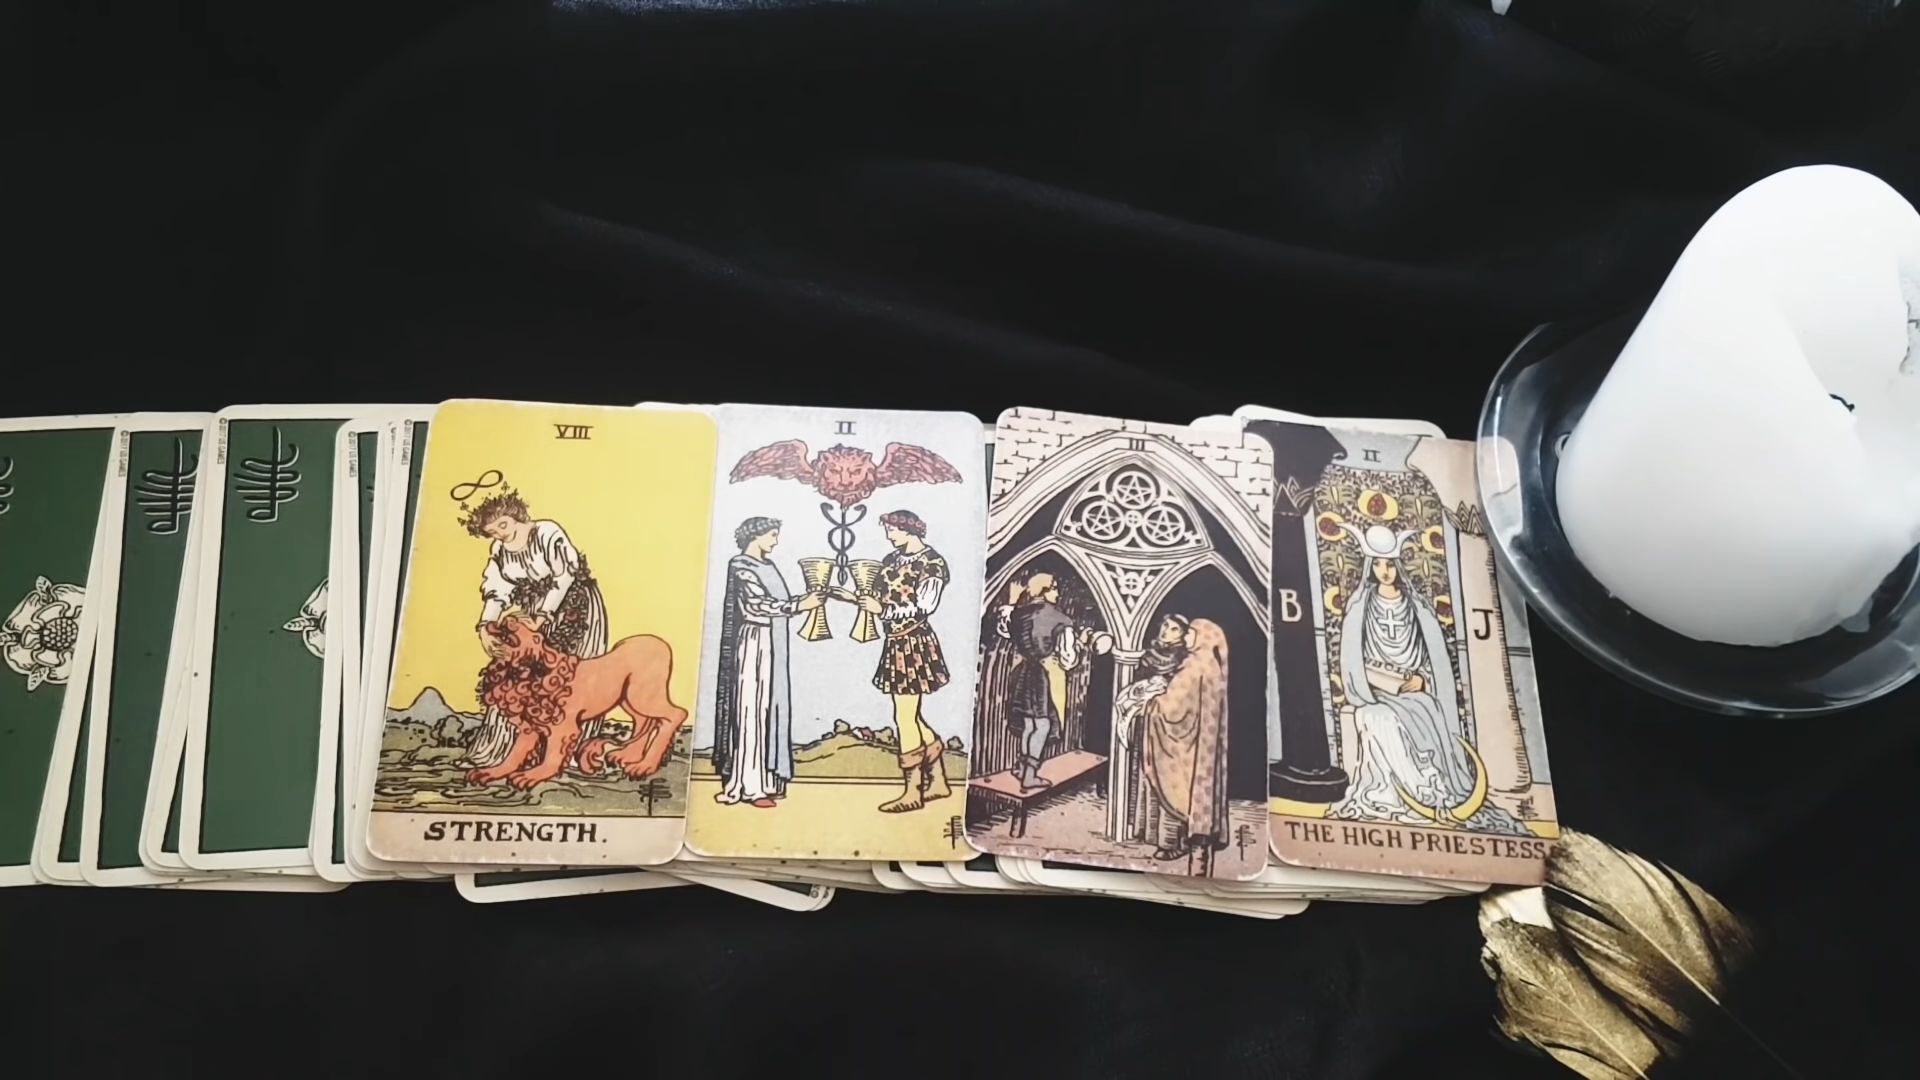 VIII
STRENGTH.
II
III
II
B
J
THE HIGH PRIESTESS